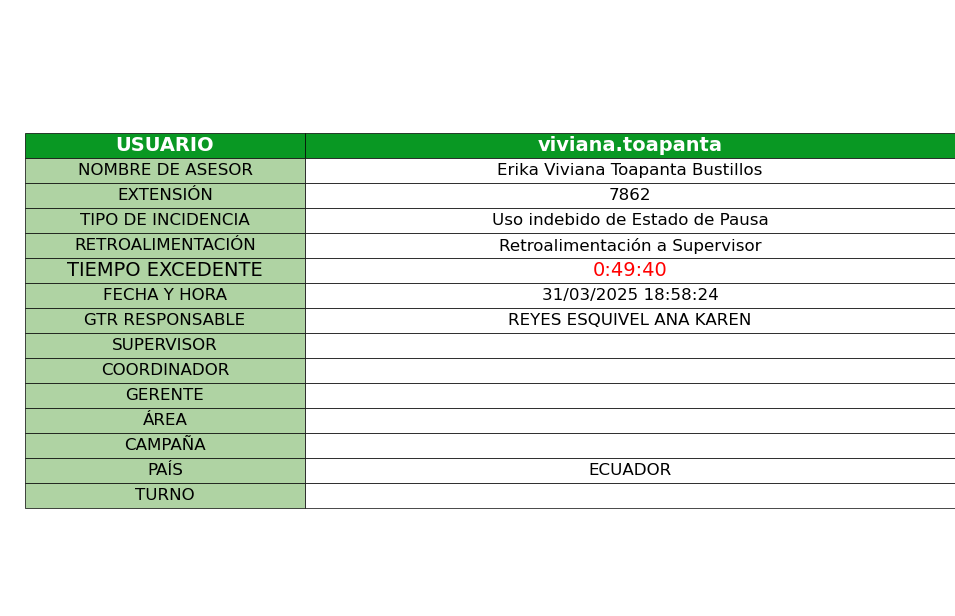 USUARIO viviana.toapanta
NOMBRE DE ASESOR Erika Viviana Toapanta Bustillos
EXTENSIÓN 7862
TIPO DE INCIDENCIA Uso indebido de Estado de Pausa
RETROALIMENTACIÓN Retroalimentación a Supervisor
TIEMPO EXCEDENTE 0:49:40
FECHA Y HORA 31/03/2025 18:58:24
GTR RESPONSABLE REYES ESQUIVEL ANA KAREN
SUPERVISOR
COORDINADOR
GERENTE
ÁREA
CAMPAÑA
PAÍS ECUADOR
TURNO